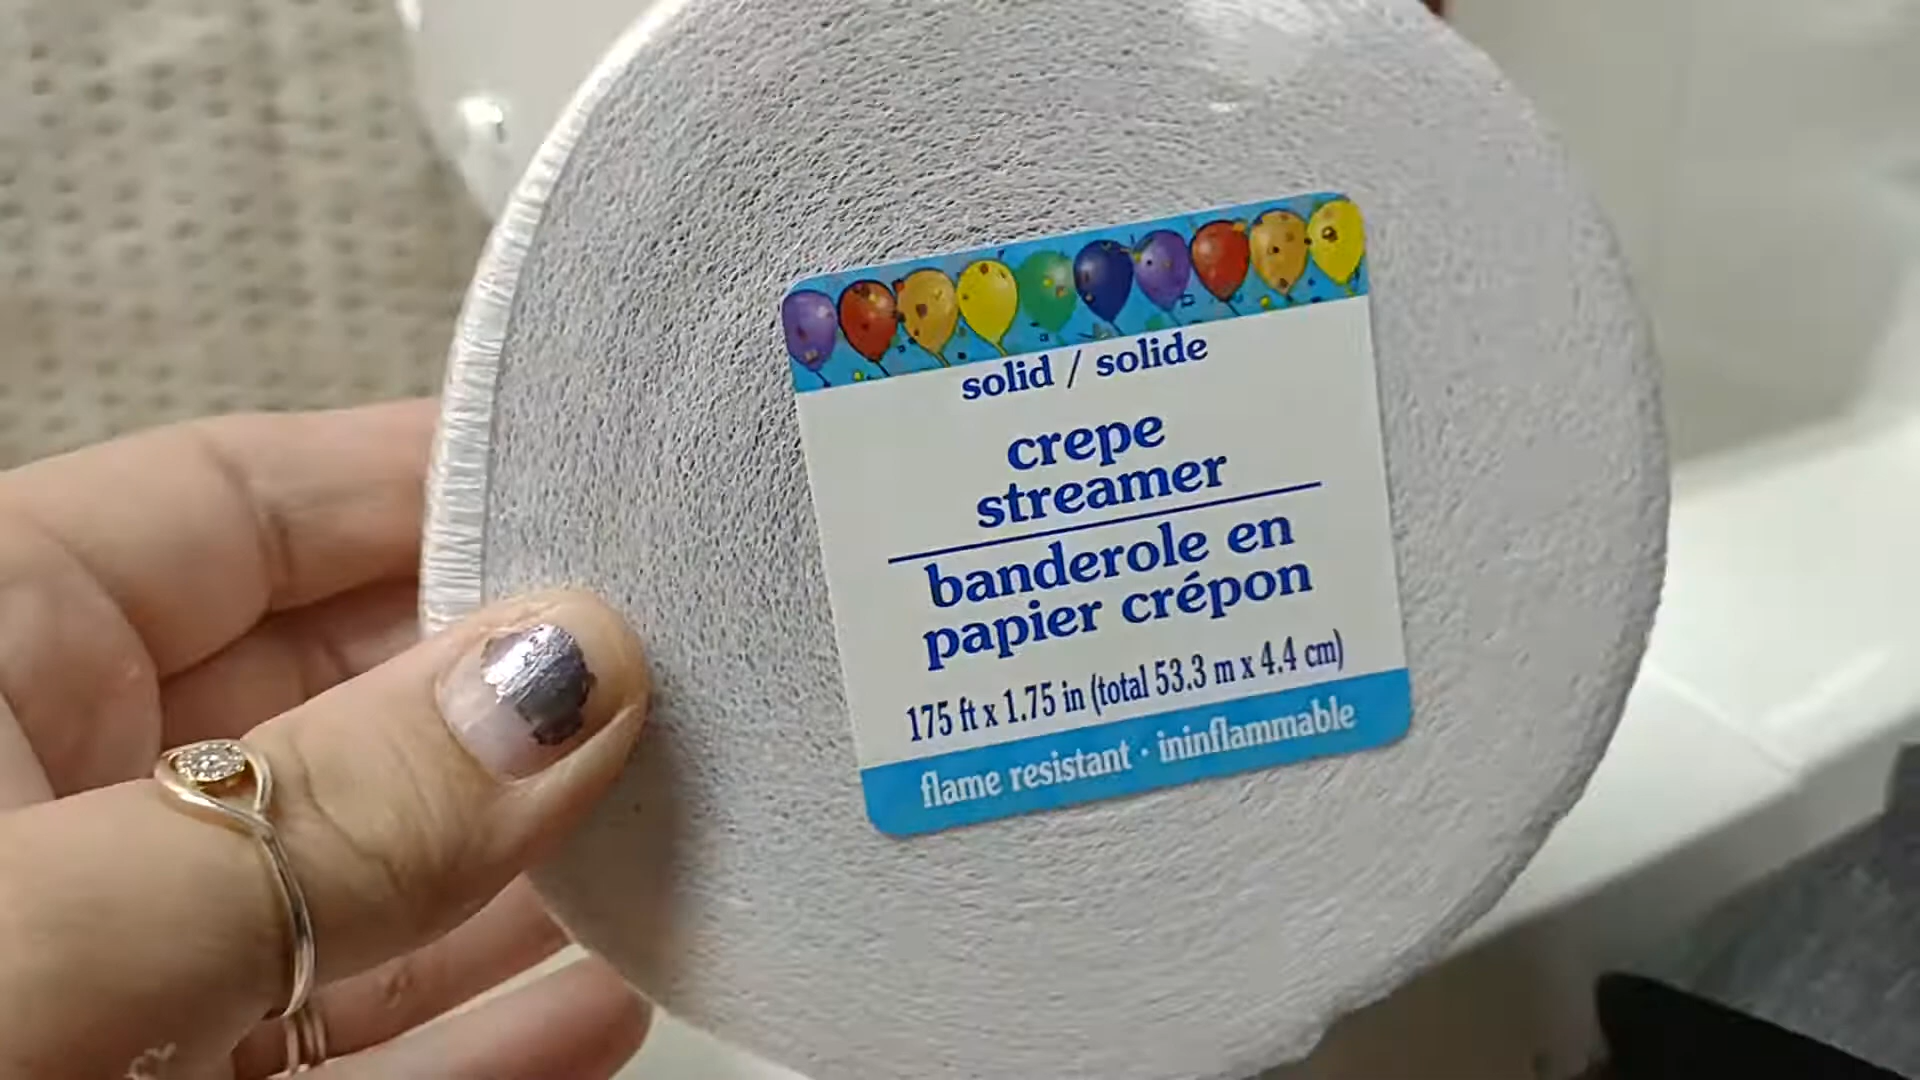 solid / solide
crepe
streamer
banderole en
papier crépon
175 ft x 1.75 in (total 53.3 m x 4.4 cm)
flame resistant · ininflammable